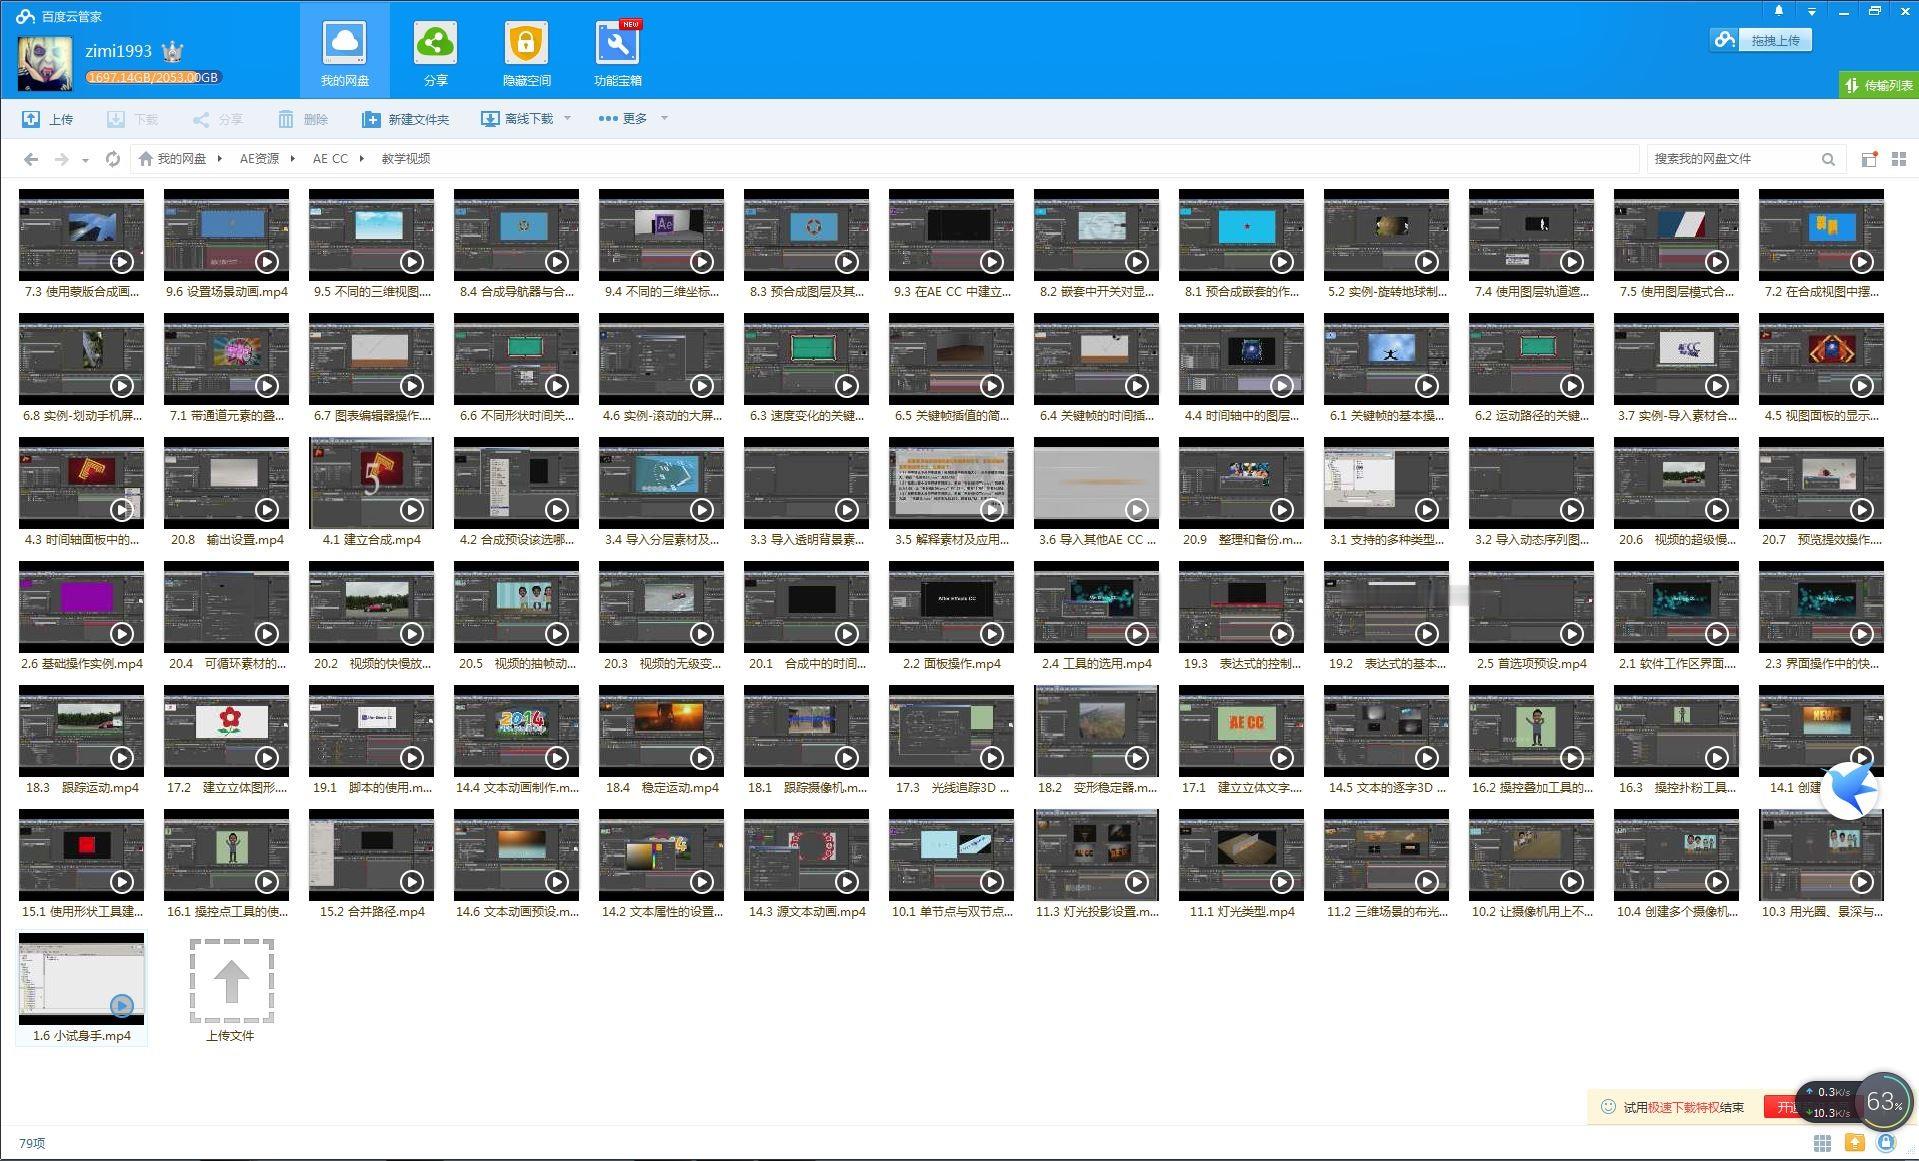 百度云管家
zimi1993
1697.14GB/2053.00GB
我的网盘
分享
隐藏空间
NEW
功能宝箱
拖拽上传
传输列表
上传
下载
分享
删除
新建文件夹
离线下载
更多
我的网盘 AE资源 AE CC 教学视频
搜索我的网盘文件
7.3 使用蒙版合成画...
9.6 设置场景动画.mp4
9.5 不同的三维视图....
8.4 合成导航器与合...
9.4 不同的三维坐标...
8.3 预合成图层及其...
9.3 在AE CC 中建立...
8.2 嵌套中开关对显...
8.1 预合成嵌套的作...
5.2 实例-旋转地球制...
7.4 使用图层轨道遮...
7.5 使用图层模式合...
7.2 在合成视图中摆...
6.8 实例-划动手机屏...
7.1 带通道元素的叠...
6.7 图表编辑器操作....
6.6 不同形状时间关...
4.6 实例-滚动的大屏...
6.3 速度变化的关键...
6.5 关键帧插值的简...
6.4 关键帧的时间插...
4.4 时间轴中的图层...
6.1 关键帧的基本操...
6.2 运动路径的关键...
3.7 实例-导入素材合...
4.5 视图面板的显示...
4.3 时间轴面板中的...
20.8 输出设置.mp4
4.1 建立合成.mp4
4.2 合成预设该选哪...
3.4 导入分层素材及...
3.3 导入透明背景素...
3.5 解释素材及应用...
3.6 导入其他AE CC ...
20.9 整理和备份.m...
3.1 支持的多种类型...
3.2 导入动态序列图...
20.6 视频的超级慢...
20.7 预览提效操作....
2.6 基础操作实例.mp4
20.4 可循环素材的...
20.2 视频的快慢放...
20.5 视频的抽帧动...
20.3 视频的无级变...
20.1 合成中的时间...
After Effects CC
2.2 面板操作.mp4
2.4 工具的选用.mp4
19.3 表达式的控制...
19.2 表达式的基本...
2.5 首选项预设.mp4
2.1 软件工作区界面....
2.3 界面操作中的快...
18.3 跟踪运动.mp4
17.2 建立立体图形....
19.1 脚本的使用.m...
2014
14.4 文本动画制作.m...
18.4 稳定运动.mp4
18.1 跟踪摄像机.m...
17.3 光线追踪3D ...
18.2 变形稳定器.m...
AE CC
17.1 建立立体文字....
14.5 文本的逐字3D ...
16.2 操控叠加工具的...
16.3 操控扑粉工具...
NEWS
14.1 创建
15.1 使用形状工具建...
16.1 操控点工具的使...
15.2 合并路径.mp4
14.6 文本动画预设.m...
14.2 文本属性的设置...
14.3 源文本动画.mp4
10.1 单节点与双节点...
11.3 灯光投影设置.m...
11.1 灯光类型.mp4
11.2 三维场景的布光...
10.2 让摄像机用上不...
10.4 创建多个摄像机...
10.3 用光圈、景深与...
1.6 小试身手.mp4
上传文件
试用极速下载特权结束
0.3K/s
10.3K/s
63%
79项